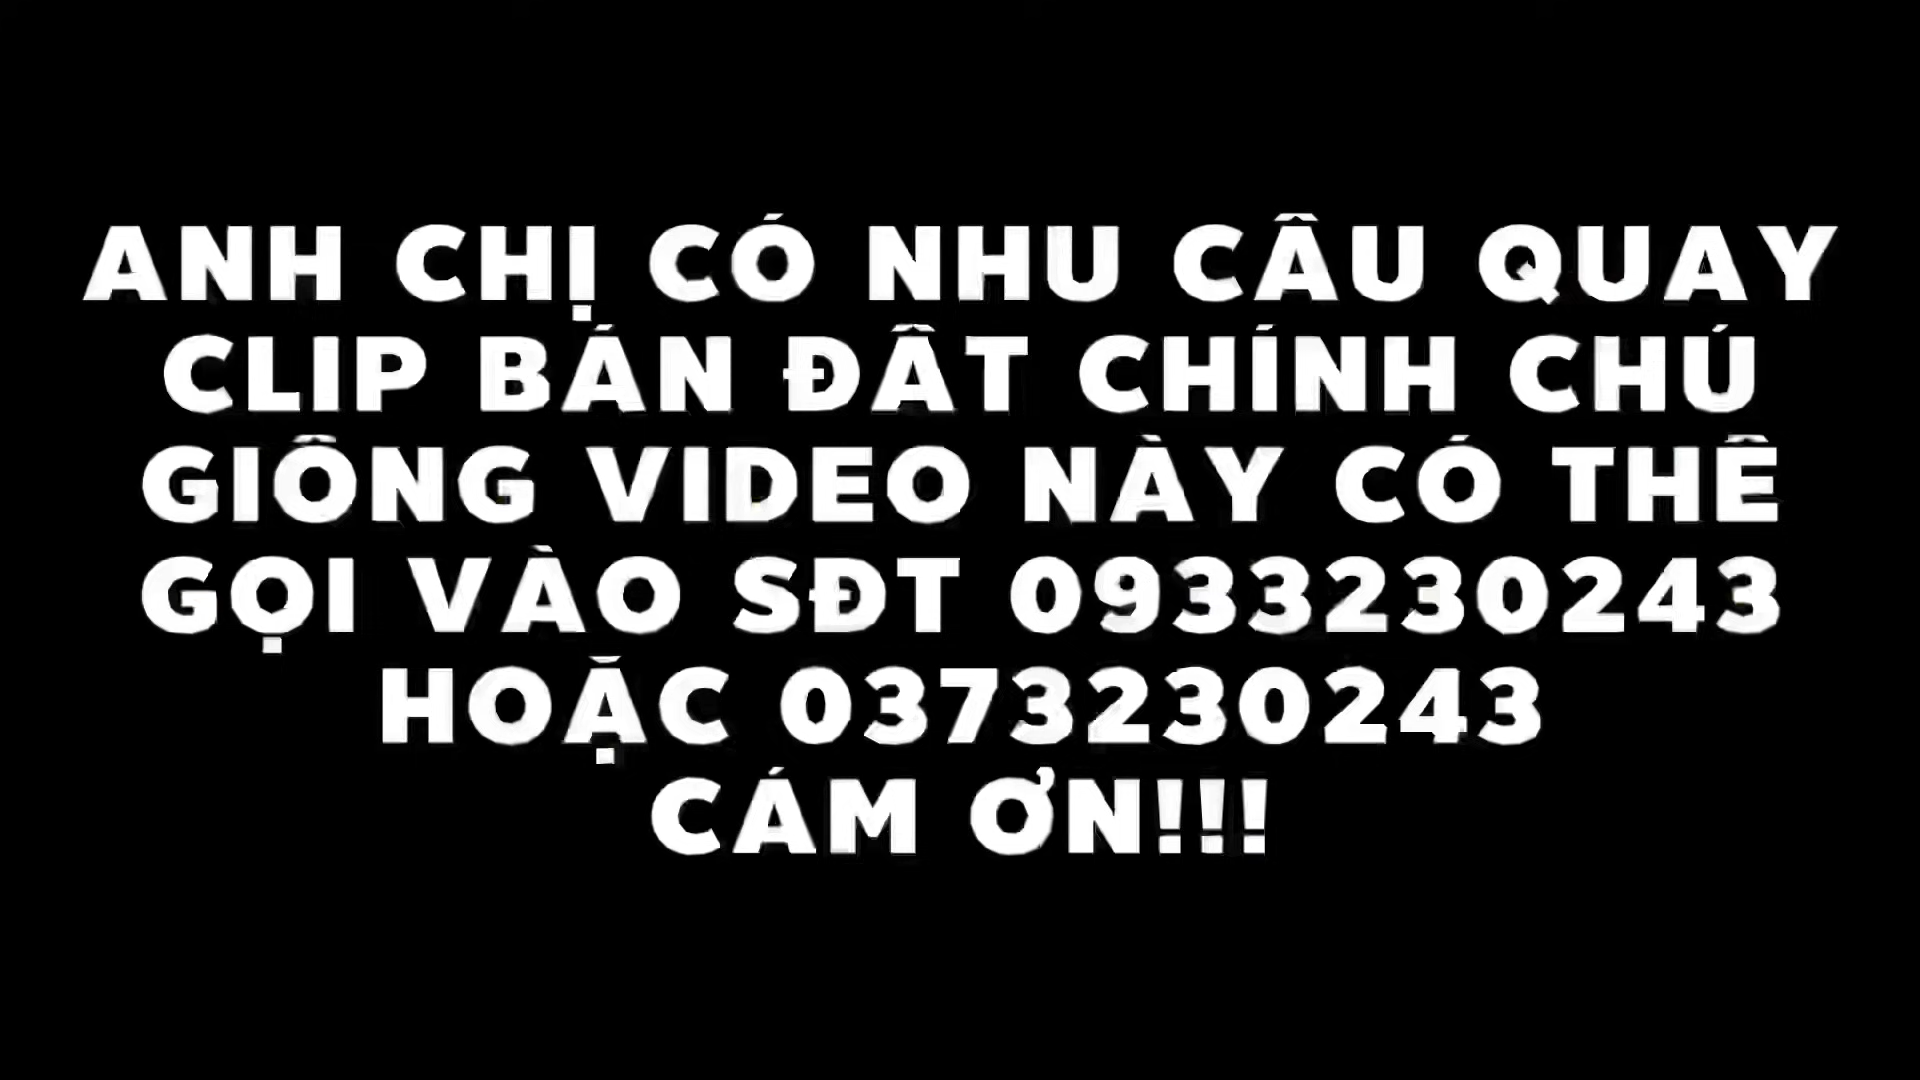 ANH CHỊ CÓ NHU CẦU QUAY
CLIP BÁN ĐẤT CHÍNH CHỦ
GIỐNG VIDEO NÀY CÓ THỂ
GỌI VÀO SĐT 0933230243
HOẶC 0373230243
CÁM ƠN!!!